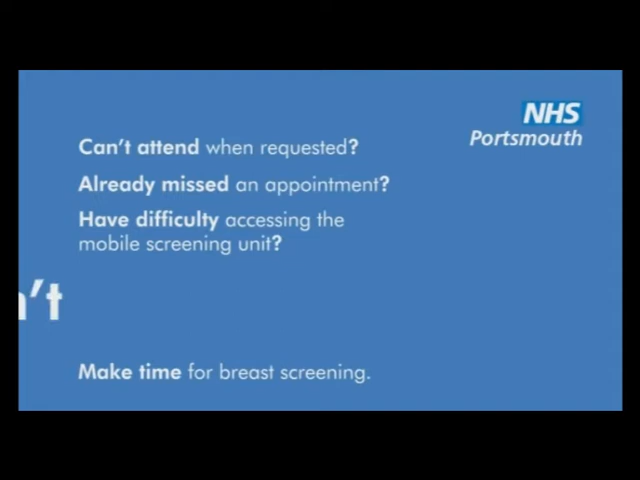 NHS
Portsmouth
Can't attend when requested?
Already missed an appointment?
Have difficulty accessing the
mobile screening unit?
't
Make time for breast screening.